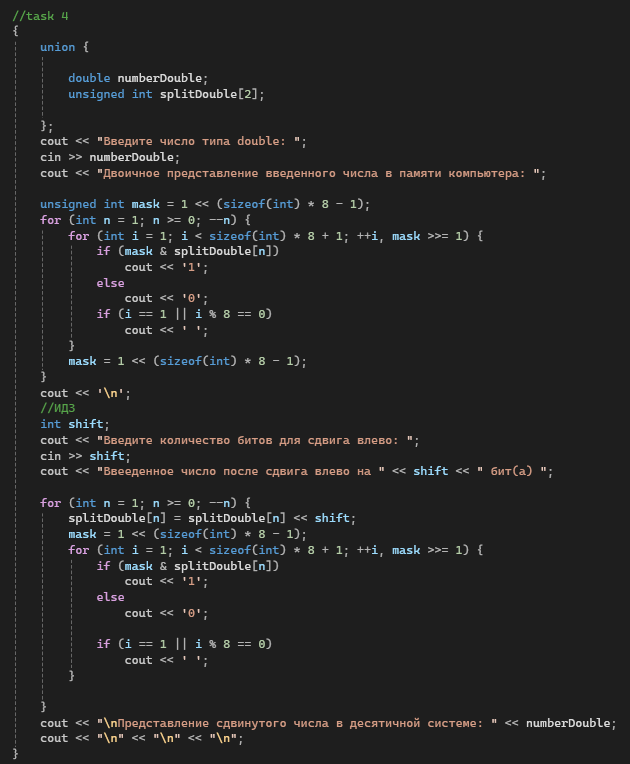 //task 4
{
    union {

        double numberDouble;
        unsigned int splitDouble[2];

    };
    cout << "Введите число типа double: ";
    cin >> numberDouble;
    cout << "Двоичное представление введенного числа в памяти компьютера: ";

    unsigned int mask = 1 << (sizeof(int) * 8 - 1);
    for (int n = 1; n >= 0; --n) {
        for (int i = 1; i < sizeof(int) * 8 + 1; ++i, mask >>= 1) {
            if (mask & splitDouble[n])
                cout << '1';
            else
                cout << '0';
            if (i == 1 || i % 8 == 0)
                cout << ' ';
        }
        mask = 1 << (sizeof(int) * 8 - 1);
    }
    cout << '\n';
    //ИДЗ
    int shift;
    cout << "Введите количество битов для сдвига влево: ";
    cin >> shift;
    cout << "Ввееденное число после сдвига влево на " << shift << " бит(а) ";

    for (int n = 1; n >= 0; --n) {
        splitDouble[n] = splitDouble[n] << shift;
        mask = 1 << (sizeof(int) * 8 - 1);
        for (int i = 1; i < sizeof(int) * 8 + 1; ++i, mask >>= 1) {
            if (mask & splitDouble[n])
                cout << '1';
            else
                cout << '0';

            if (i == 1 || i % 8 == 0)
                cout << ' ';
        }

    }
    cout << "\nПредставление сдвинутого числа в десятичной системе: " << numberDouble;
    cout << "\n" << "\n" << "\n";
}